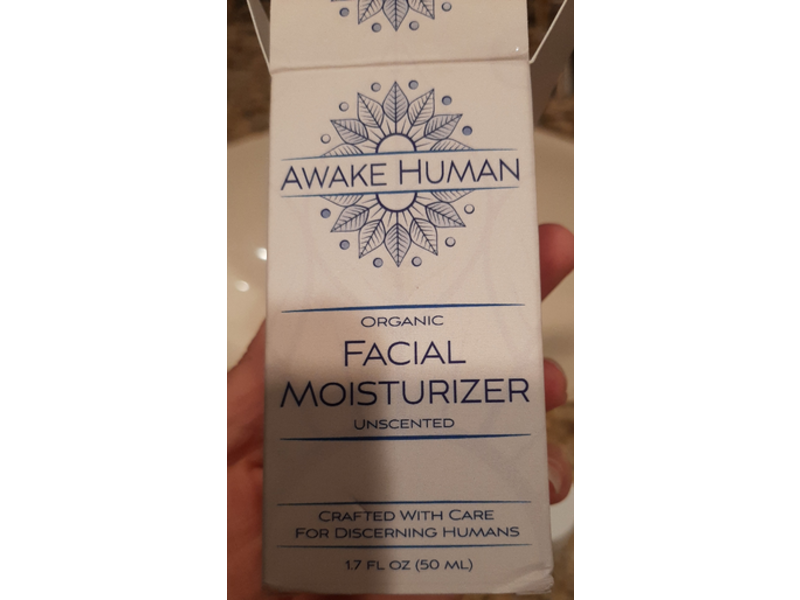 AWAKE HUMAN
ORGANIC
FACIAL
MOISTURIZER
UNSCENTED
CRAFTED WITH CARE
FOR DISCERNING HUMANS
1.7 FL OZ (50 ML)